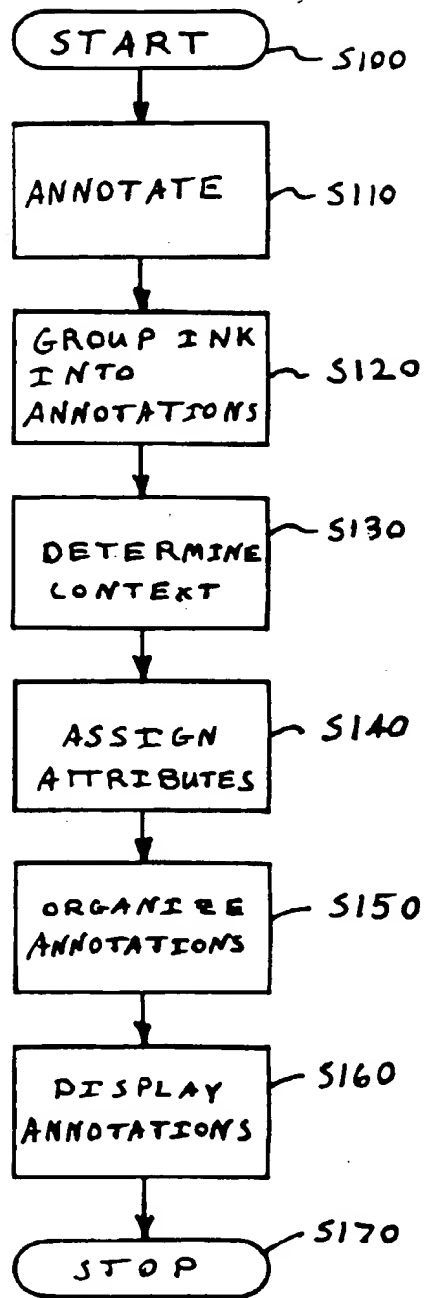 START
S100
ANNOTATE
S110
GROUP INK
INTO
ANNOTATIONS
S120
DETERMINE
CONTEXT
S130
ASSIGN
ATTRIBUTES
S140
ORGANIZE
ANNOTATIONS
S150
DISPLAY
ANNOTATIONS
S160
STOP
S170